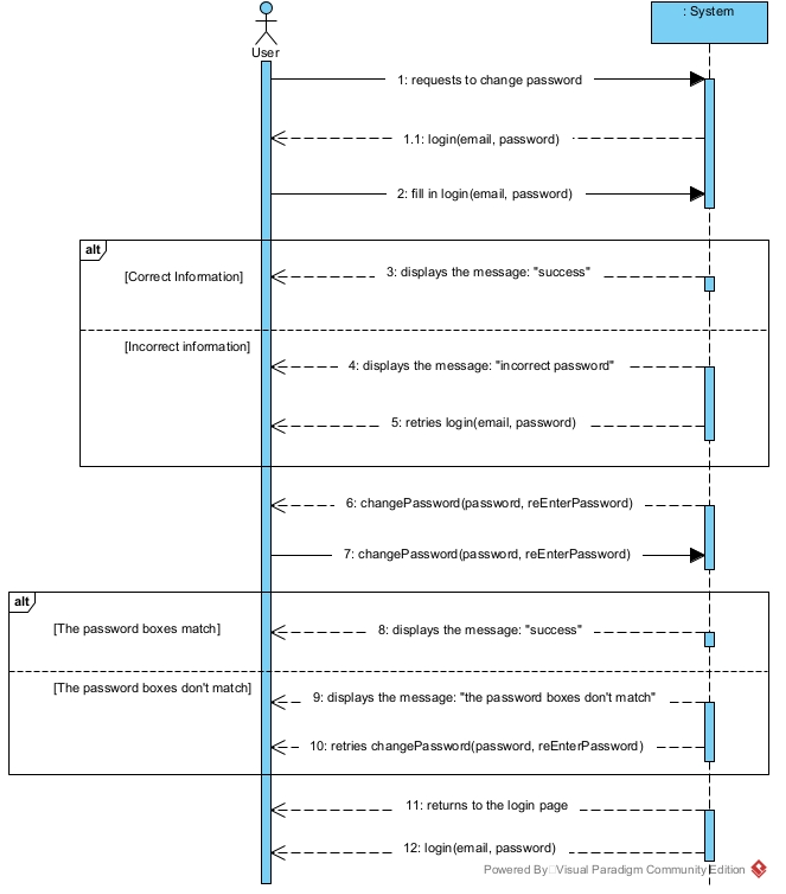 : System
User
1: requests to change password
1.1: login(email, password)
2: fill in login(email, password)
alt
[Correct Information]
3: displays the message: "success"
[Incorrect information]
4: displays the message: "incorrect password"
5: retries login(email, password)
6: changePassword(password, reEnterPassword)
7: changePassword(password, reEnterPassword)
alt
[The password boxes match]
8: displays the message: "success"
[The password boxes don't match]
9: displays the message: "the password boxes don't match"
10: retries changePassword(password, reEnterPassword)
11: returns to the login page
12: login(email, password)
Powered By Visual Paradigm Community Edition